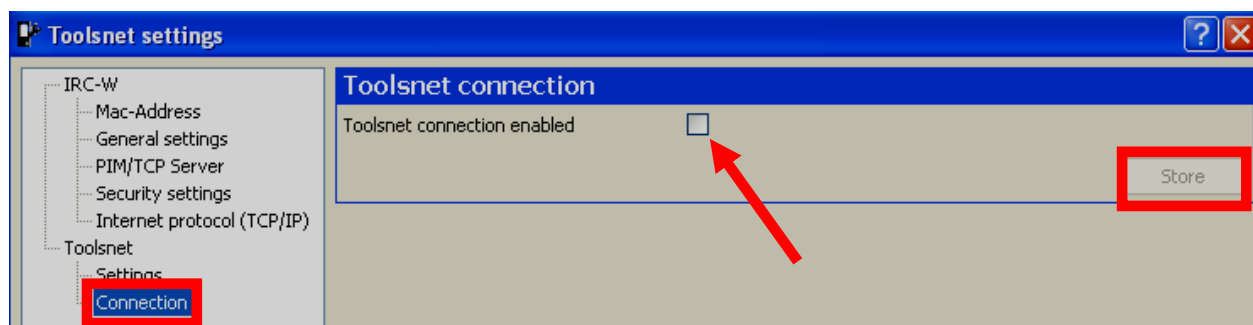 Toolsnet settings
IRC-W
Mac-Address
General settings
PIM/TCP Server
Security settings
Internet protocol (TCP/IP)
Toolsnet
Settings
Connection
Toolsnet connection
Toolsnet connection enabled
Store